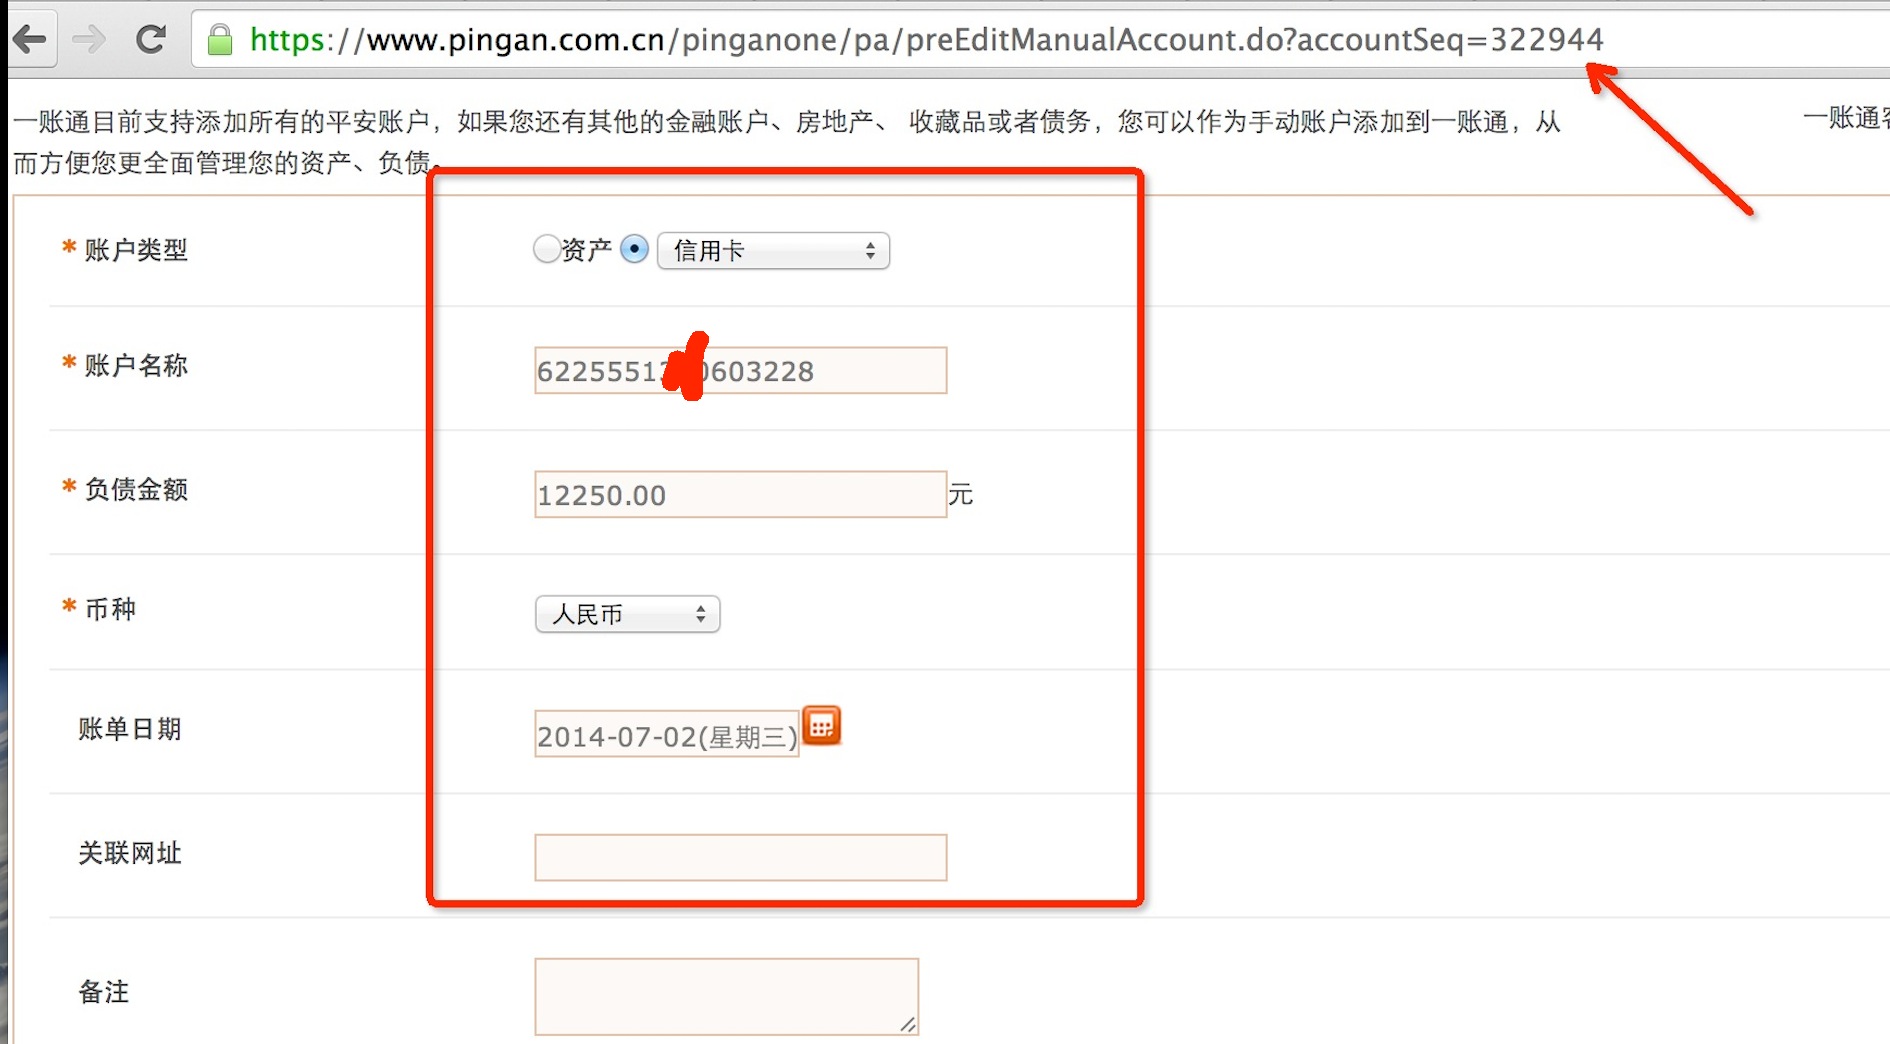 https://www.pingan.com.cn/pinganone/pa/preEditManualAccount.do?accountSeq=322944
一账通目前支持添加所有的平安账户，如果您还有其他的金融账户、房地产、 收藏品或者债务，您可以作为手动账户添加到一账通，从
而方便您更全面管理您的资产、负债。
一账通
* 账户类型 资产 信用卡
* 账户名称 6225551 0603228
* 负债金额 12250.00 元
* 币种 人民币
账单日期 2014-07-02(星期三)
关联网址
备注